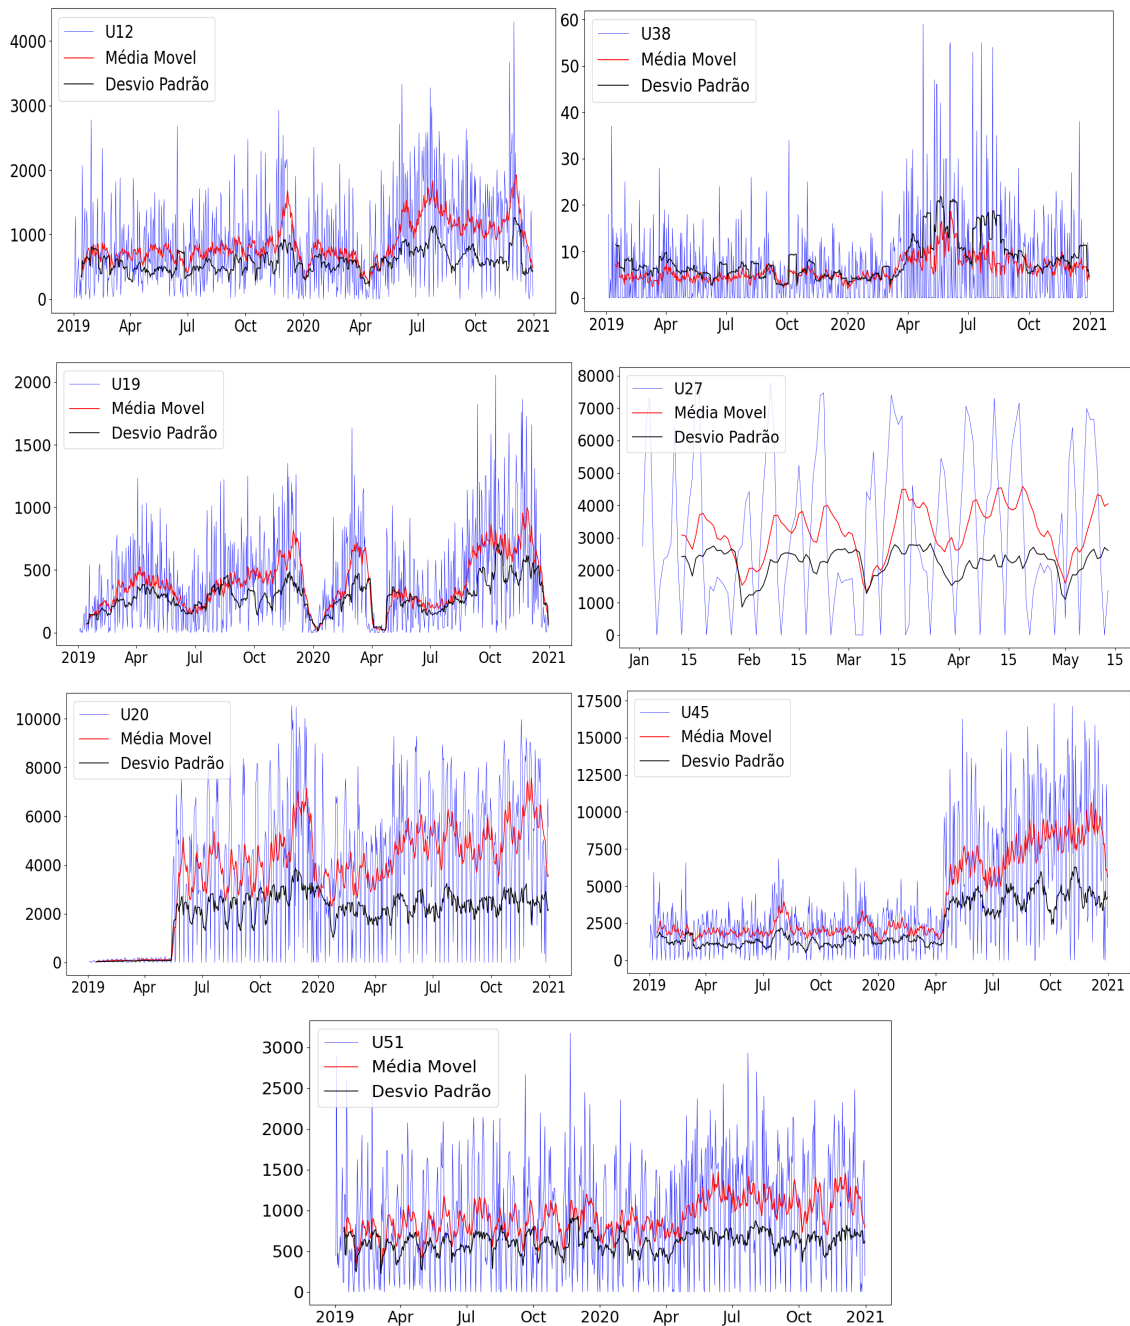 U12
Média Movel
Desvio Padrão
4000
3000
2000
1000
0
2019 Apr Jul Oct 2020 Apr Jul Oct 2021
U38
Média Movel
Desvio Padrão
60
50
40
30
20
10
0
2019 Apr Jul Oct 2020 Apr Jul Oct 2021
U19
Média Movel
Desvio Padrão
2000
1500
1000
500
0
2019 Apr Jul Oct 2020 Apr Jul Oct 2021
U27
Média Movel
Desvio Padrão
8000
7000
6000
5000
4000
3000
2000
1000
0
Jan 15 Feb 15 Mar 15 Apr 15 May 15
U20
Média Movel
Desvio Padrão
10000
8000
6000
4000
2000
0
2019 Apr Jul Oct 2020 Apr Jul Oct 2021
U45
Média Movel
Desvio Padrão
17500
15000
12500
10000
7500
5000
2500
0
2019 Apr Jul Oct 2020 Apr Jul Oct 2021
U51
Média Movel
Desvio Padrão
3000
2500
2000
1500
1000
500
0
2019 Apr Jul Oct 2020 Apr Jul Oct 2021